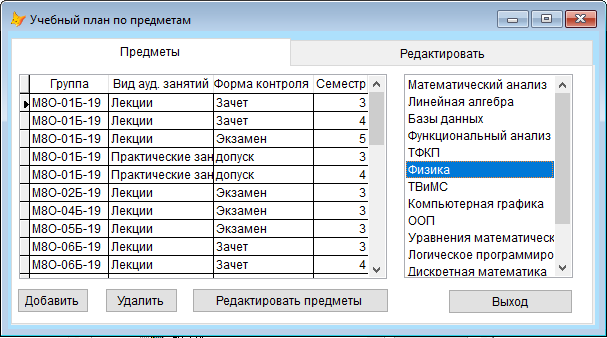 Учебный план по предметам
Предметы
Редактировать
Группа Вид ауд. занятий Форма контроля Семестр
М8О-01Б-19 Лекции Зачет 3
М8О-01Б-19 Лекции Зачет 4
М8О-01Б-19 Лекции Экзамен 5
М8О-01Б-19 Практические зан допуск 3
М8О-01Б-19 Практические зан допуск 4
М8О-02Б-19 Лекции Экзамен 3
М8О-04Б-19 Лекции Экзамен 3
М8О-05Б-19 Лекции Экзамен 3
М8О-06Б-19 Лекции Зачет 3
М8О-06Б-19 Лекции Зачет 4
Математический анализ
Линейная алгебра
Базы данных
Функциональный анализ
ТФКП
Физика
ТВиМС
Компьютерная графика
ООП
Уравнения математическ
Логическое программиро
Дискретная математика
Добавить
Удалить
Редактировать предметы
Выход